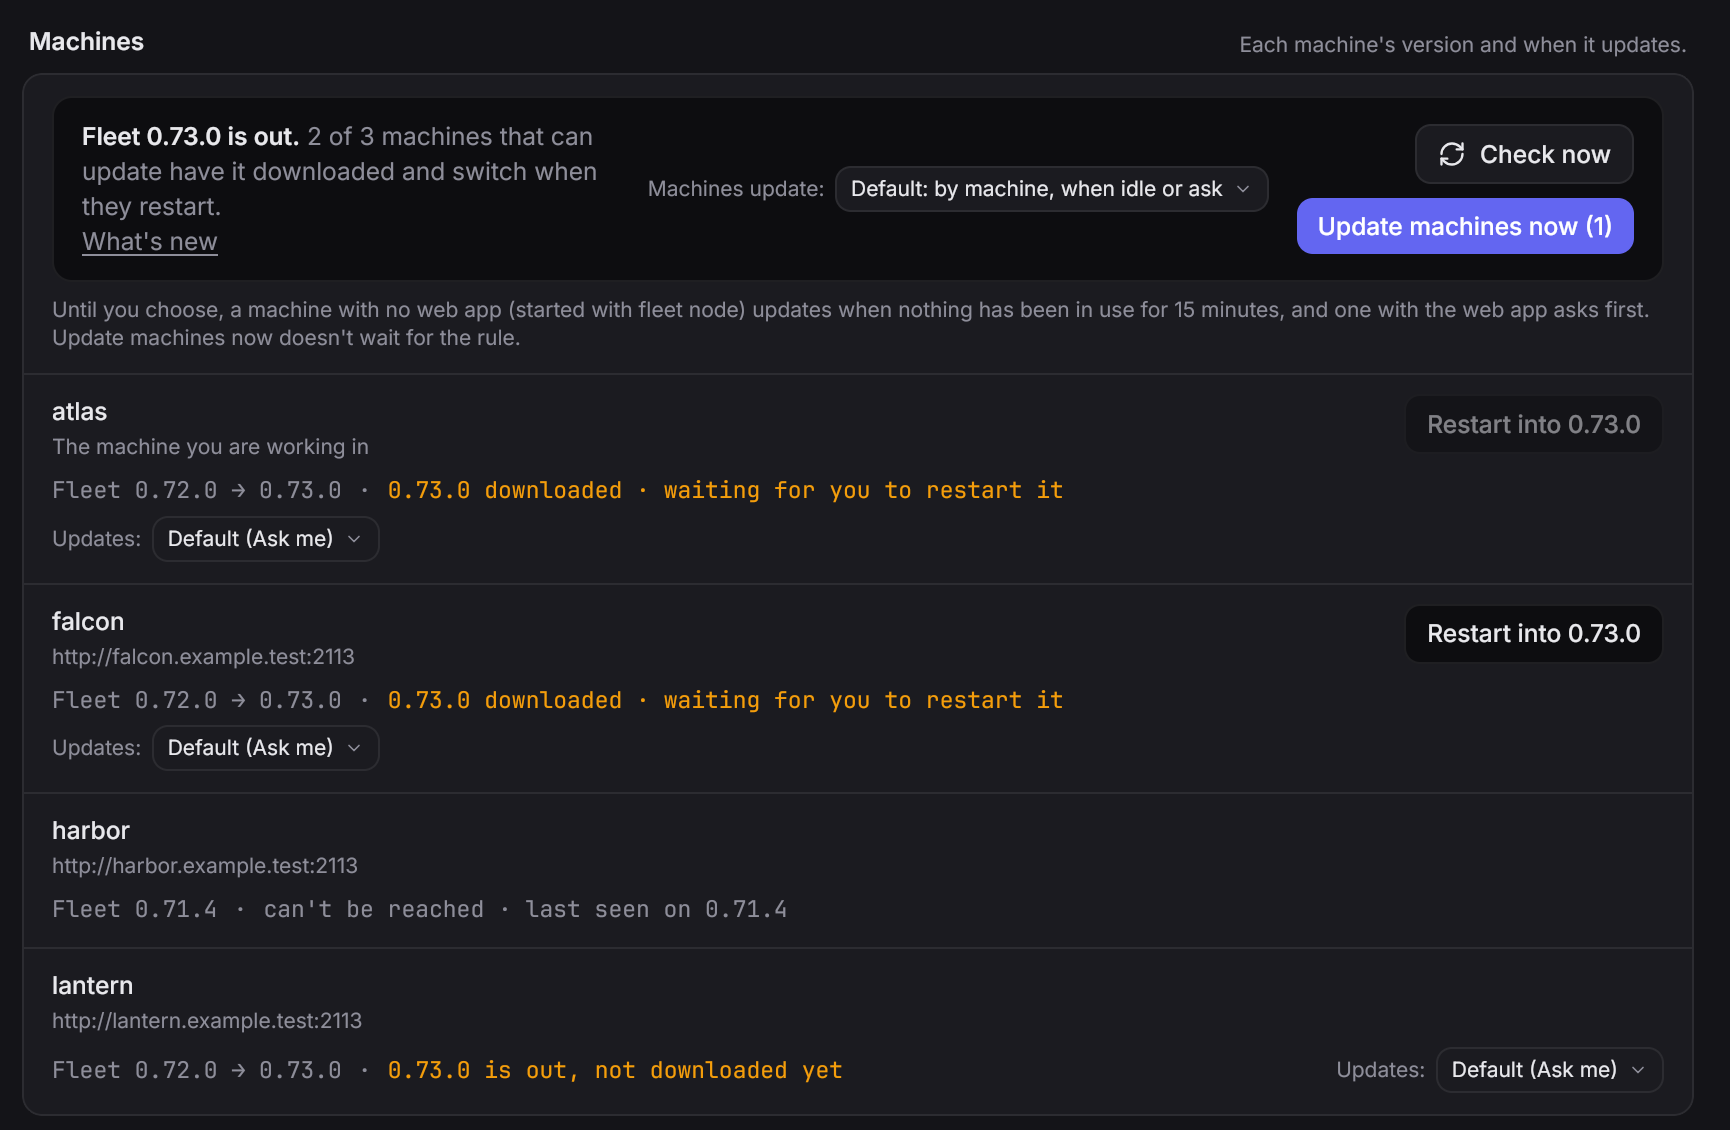 Machines
Each machine's version and when it updates.
Fleet 0.73.0 is out. 2 of 3 machines that can
update have it downloaded and switch when
they restart.
What's new
Machines update: Default: by machine, when idle or ask
Check now
Update machines now (1)
Until you choose, a machine with no web app (started with fleet node) updates when nothing has been in use for 15 minutes, and one with the web app asks first.
Update machines now doesn't wait for the rule.
atlas
The machine you are working in
Restart into 0.73.0
Fleet 0.72.0 → 0.73.0 · 0.73.0 downloaded · waiting for you to restart it
Updates: Default (Ask me)
falcon
http://falcon.example.test:2113
Restart into 0.73.0
Fleet 0.72.0 → 0.73.0 · 0.73.0 downloaded · waiting for you to restart it
Updates: Default (Ask me)
harbor
http://harbor.example.test:2113
Fleet 0.71.4 · can't be reached · last seen on 0.71.4
lantern
http://lantern.example.test:2113
Fleet 0.72.0 → 0.73.0 · 0.73.0 is out, not downloaded yet
Updates: Default (Ask me)